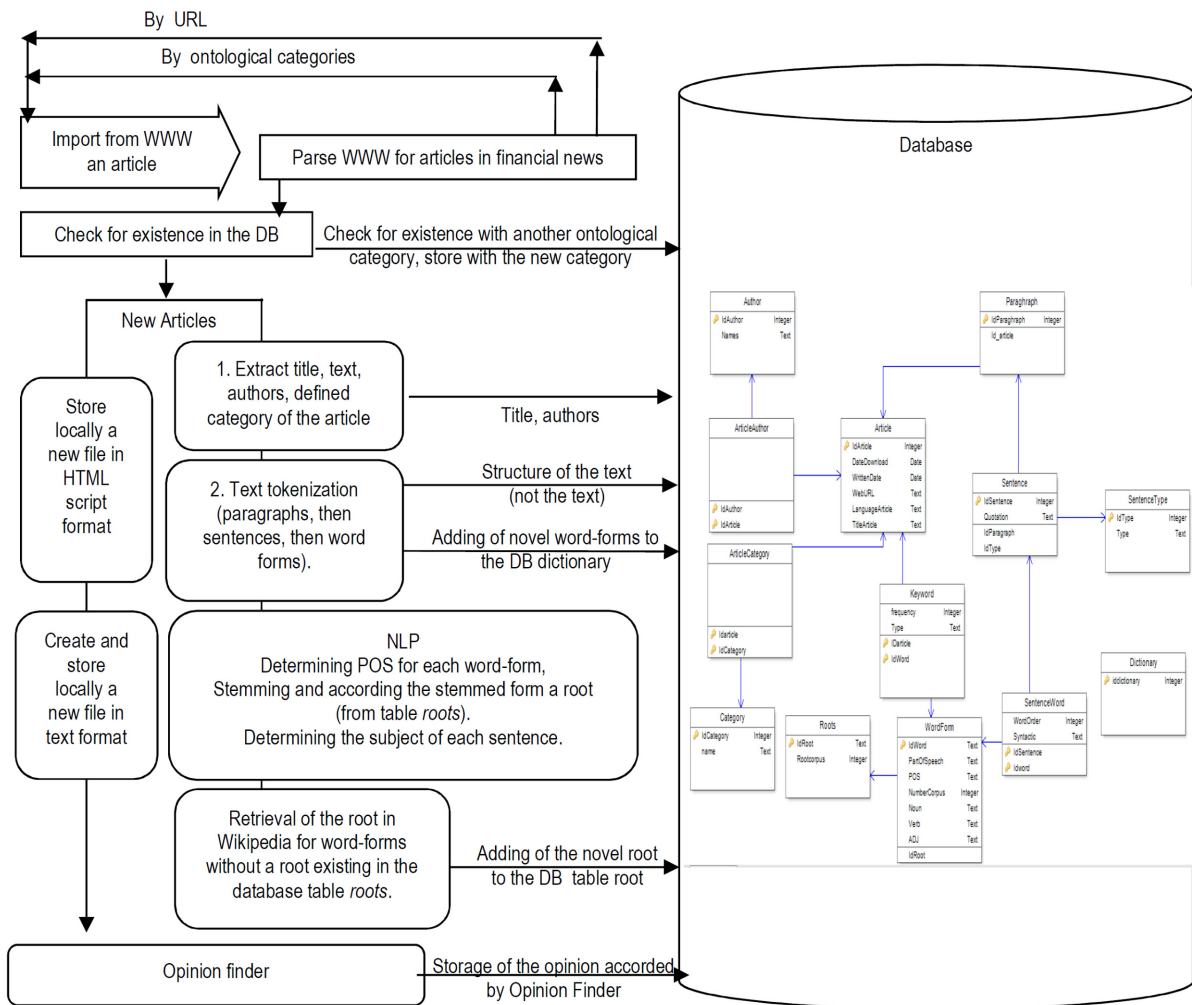 By  URL
By  ontological categories
Import from WWW
an article
Parse WWW for articles in financial news
Check for existence in the DB
Check for existence with another ontological
category, store with the new category
New Articles
1. Extract title, text,
authors, defined
category of the article
Title, authors
Store
locally a
new file in
HTML
script
format
2. Text tokenization
(paragraphs, then
sentences, then word
forms).
Structure of the text
(not the text)
Adding of novel word-forms to
the DB dictionary
Create and
store
locally a
new file in
text format
NLP
Determining POS for each word-form,
Stemming and according the stemmed form a root
(from table roots).
Determining the subject of each sentence.
Retrieval of the root in
Wikipedia for word-forms
without a root existing in the
database table roots.
Adding of the novel root
to the DB  table root
Opinion finder
Storage of the opinion accorded
by Opinion Finder
Database
Author
IdAuthor Integer
Names Text
Paraghraph
IdParaghraph Integer
Id_article
ArticleAuthor
IdAuthor
IdArticle
Article
IdArticle Integer
DateDownload Date
WrittenDate Date
WebURL Text
LanguageArticle Text
TitleArticle Text
Sentence
IdSentence Integer
Quotation Text
IdParagraph
IdType
SentenceType
IdType Integer
Type Text
ArticleCategory
Idarticle
IdCategory
Keyword
frequency Integer
Type Text
IDarticle
IdWord
Dictionary
Iddictionary Integer
Category
IdCategory Integer
name Text
Roots
IdRoot Text
Rootcorpus Integer
WordForm
IdWord Text
PartOfSpeech Text
POS Text
NumberCorpus Integer
Noun Text
Verb Text
ADJ Text
IdRoot
SentenceWord
WordOrder Integer
Syntactic Text
IdSentence
Idword